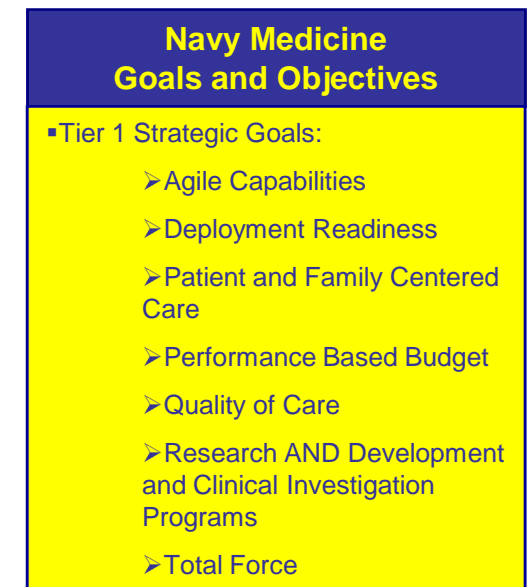 Navy Medicine
Goals and Objectives
▪Tier 1 Strategic Goals:
➢Agile Capabilities
➢Deployment Readiness
➢Patient and Family Centered
Care
➢Performance Based Budget
➢Quality of Care
➢Research AND Development
and Clinical Investigation
Programs
➢Total Force